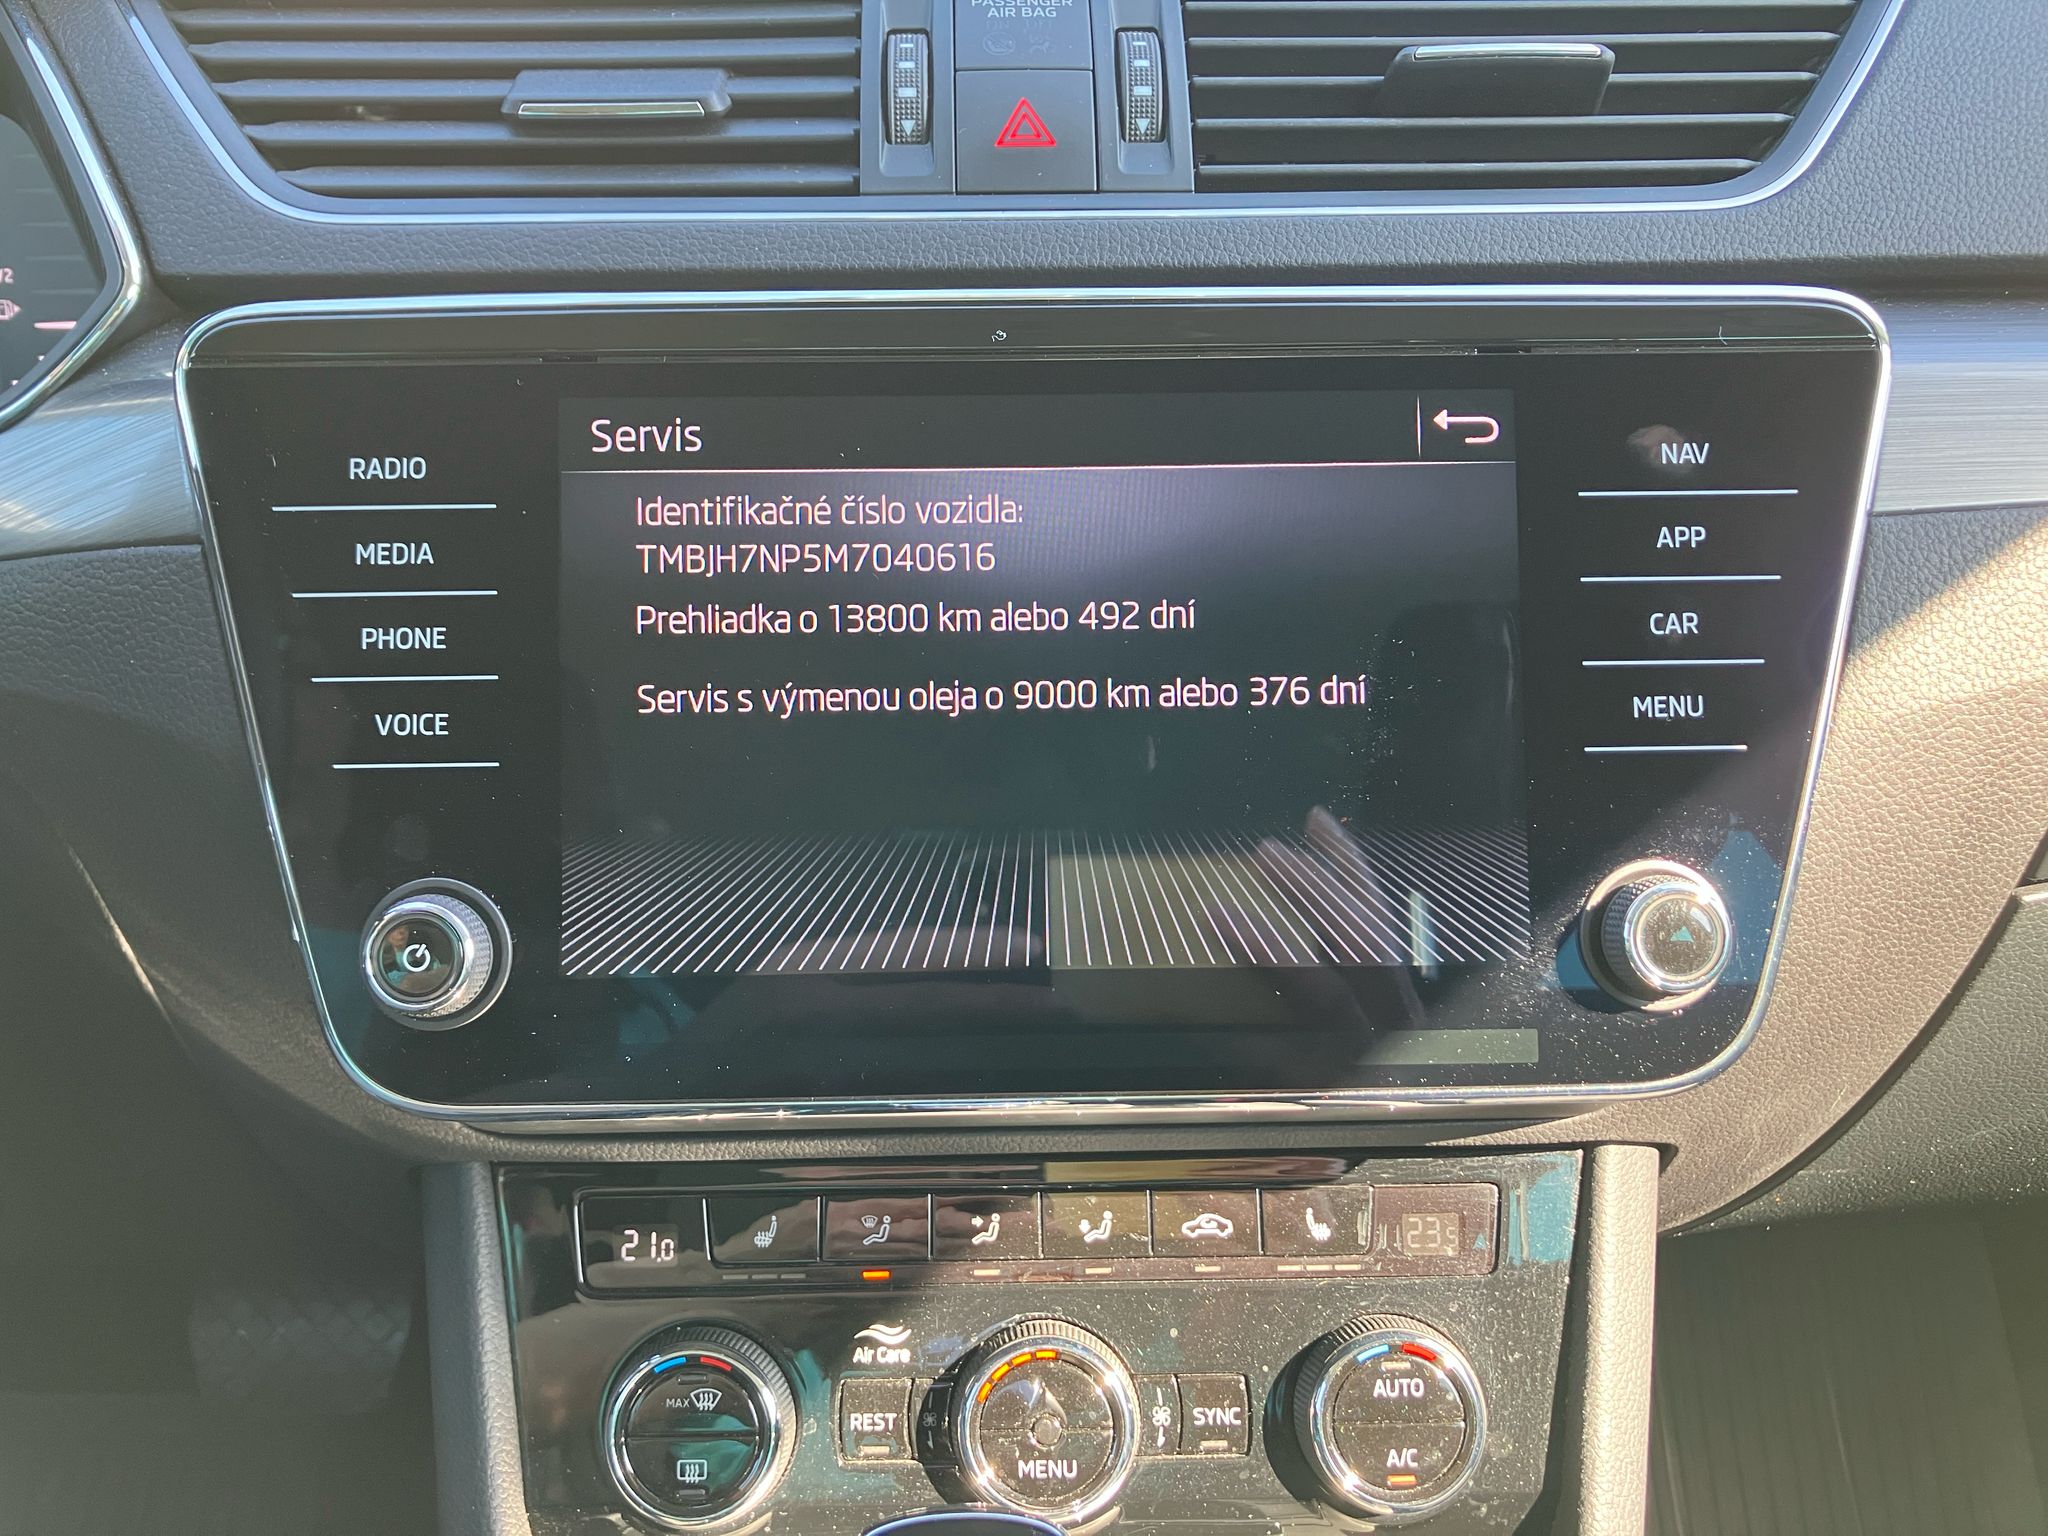 PASSENGER
AIR BAG
Servis
RADIO
MEDIA
PHONE
VOICE
Identifikačné číslo vozidla:
TMBJH7NP5M7040616
Prehliadka o 13800 km alebo 492 dní
Servis s výmenou oleja o 9000 km alebo 376 dní
NAV
APP
CAR
MENU
21.0
23.5
Air Care
MAX
REST
MENU
SYNC
AUTO
A/C